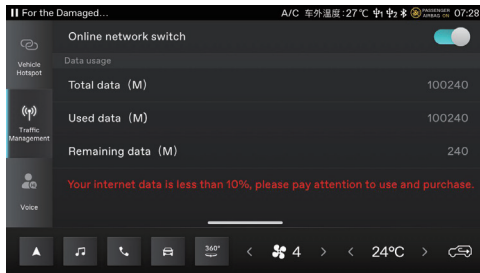 For the Damaged... A/C 车外温度:27℃ PASSENGER AIRBAG ON 07:28
Online network switch
Vehicle
Hotspot
Data usage
Total data (M) 100240
Traffic
Management
Used data (M) 100240
Remaining data (M) 240
Voice
Your internet data is less than 10%, please pay attention to use and purchase.
360° < 4 > < 24℃ >